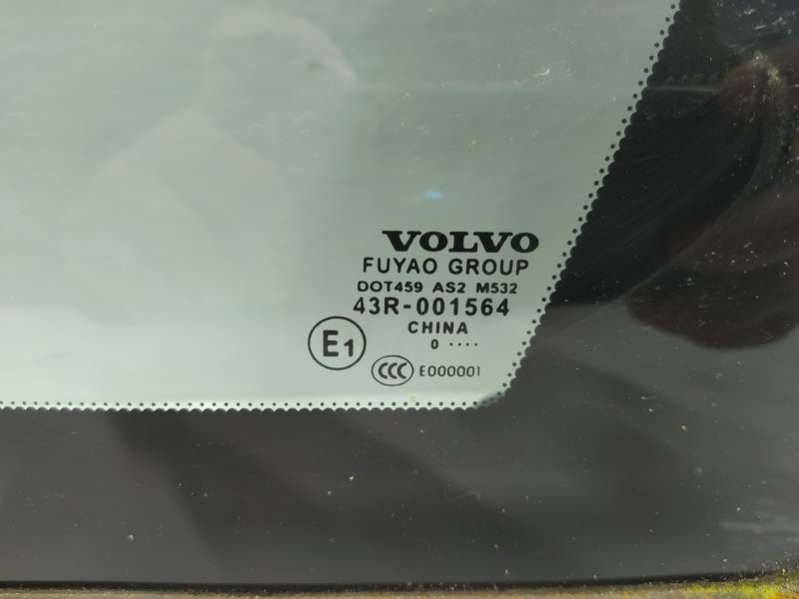 VOLVO
FUYAO GROUP
DOT459 AS2 M532
43R-001564
CHINA
0 ····
E1
CCC E000001